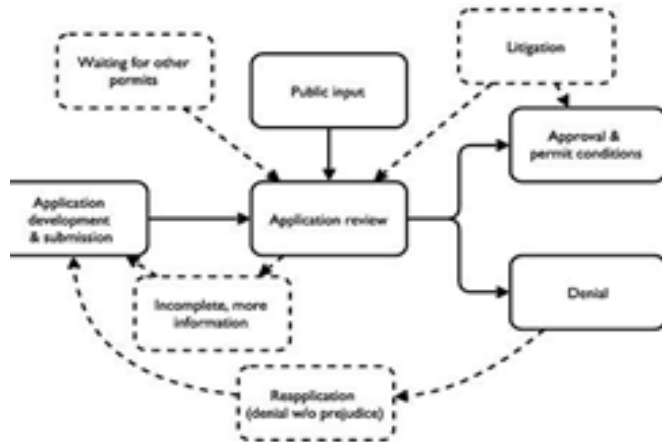 Waiting for other
permits
Public input
Litigation
Approval &
permit conditions
Application
development
& submission
Application review
Incomplete, more
information
Denial
Reapplication
(denial w/o prejudice)